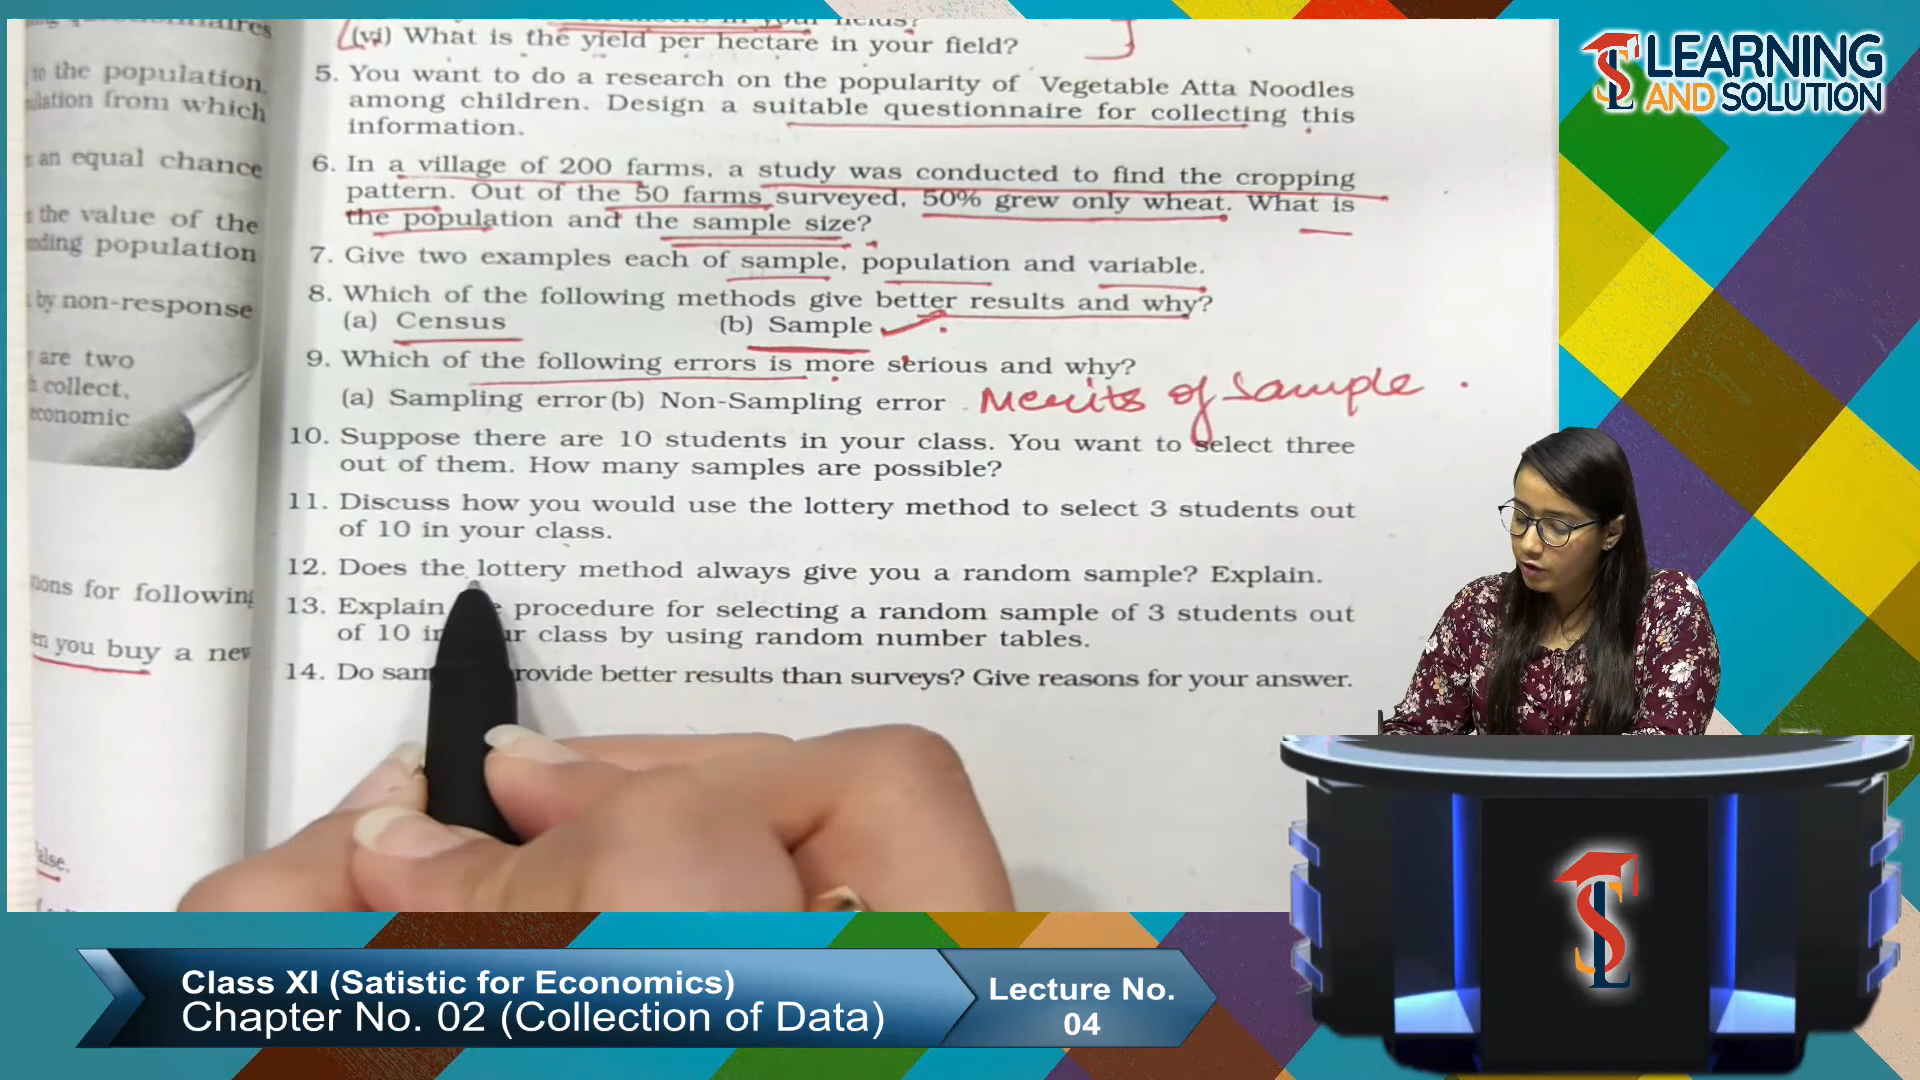 (vi) What is the yield per hectare in your field?
5. You want to do a research on the popularity of Vegetable Atta Noodles
among children. Design a suitable questionnaire for collecting this
information.
6. In a village of 200 farms, a study was conducted to find the cropping
pattern. Out of the 50 farms surveyed, 50% grew only wheat. What is
the population and the sample size?
7. Give two examples each of sample, population and variable.
8. Which of the following methods give better results and why?
(a) Census (b) Sample
9. Which of the following errors is more serious and why?
(a) Sampling error (b) Non-Sampling error
Merits of Sample
10. Suppose there are 10 students in your class. You want to select three
out of them. How many samples are possible?
11. Discuss how you would use the lottery method to select 3 students out
of 10 in your class.
12. Does the lottery method always give you a random sample? Explain.
13. Explain procedure for selecting a random sample of 3 students out
of 10 class by using random number tables.
14. Do better results than surveys? Give reasons for your answer.
to the population,
from which
an equal chance
the value of the
population
by non-response
are two
collect,
economic
for following
you buy a new
LEARNING
AND SOLUTION
Class XI (Satistic for Economics)
Chapter No. 02 (Collection of Data)
Lecture No.
04